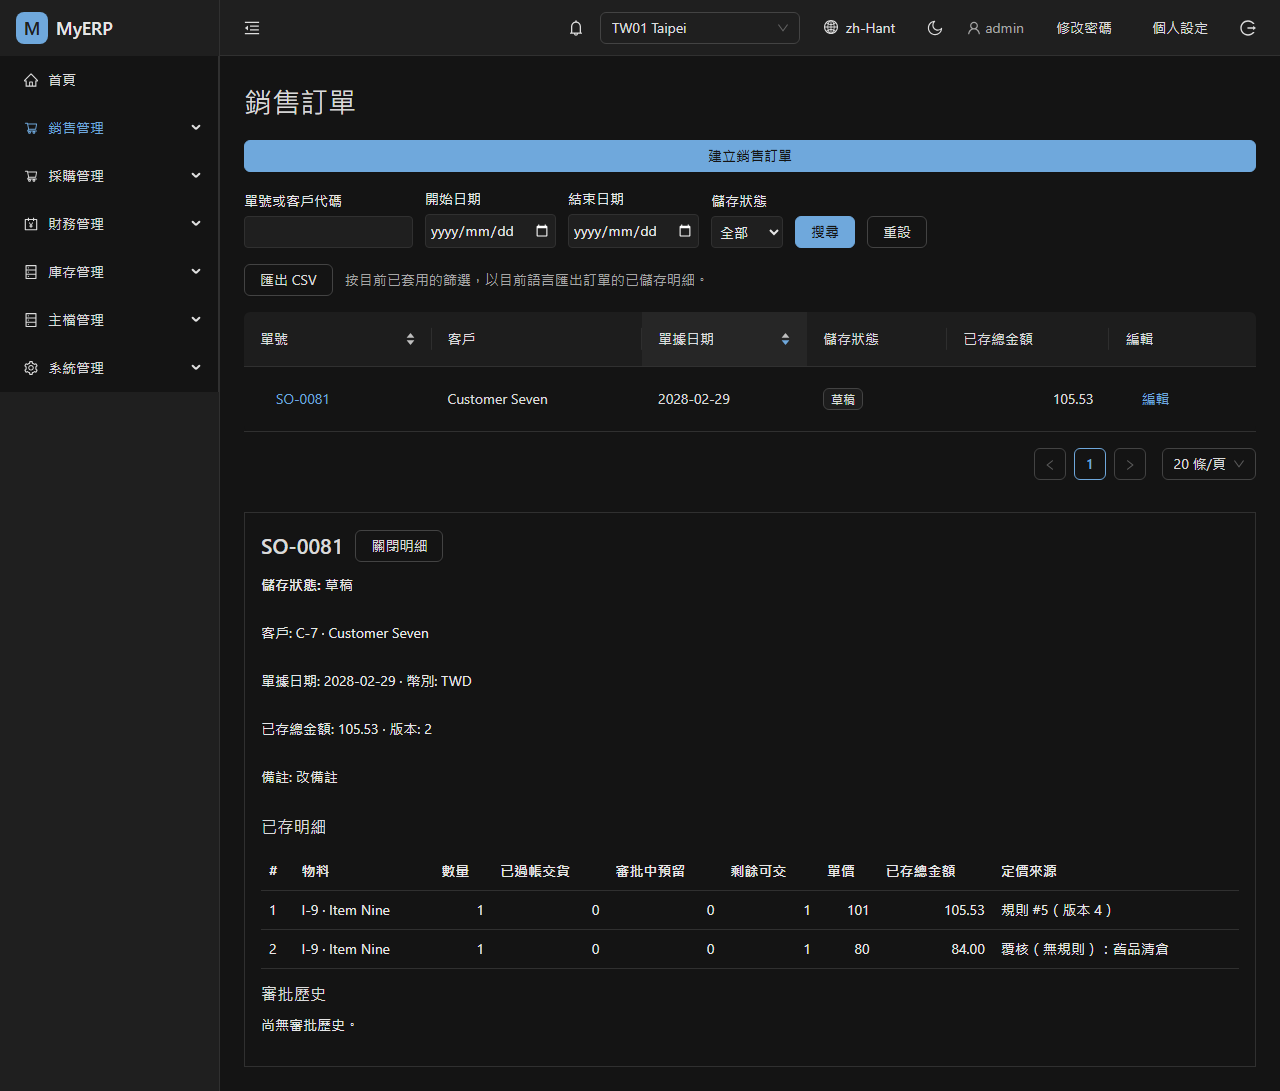 M MyERP
TW01 Taipei
zh-Hant
admin
修改密碼
個人設定
首頁
銷售管理
採購管理
財務管理
庫存管理
主檔管理
系統管理
銷售訂單
建立銷售訂單
單號或客戶代碼
開始日期
結束日期
儲存狀態
yyyy/mm/dd
yyyy/mm/dd
全部
搜尋
重設
匯出 CSV
按目前已套用的篩選，以目前語言匯出訂單的已儲存明細。
單號 客戶 單據日期 儲存狀態 已存總金額 編輯
SO-0081 Customer Seven 2028-02-29 草稿 105.53 編輯
< 1 > 20 條/頁
SO-0081 關閉明細
儲存狀態: 草稿
客戶: C-7 · Customer Seven
單據日期: 2028-02-29 · 幣別: TWD
已存總金額: 105.53 · 版本: 2
備註: 改備註
已存明細
# 物料 數量 已過帳交貨 審批中預留 剩餘可交 單價 已存總金額 定價來源
1 I-9 · Item Nine 1 0 0 1 101 105.53 規則 #5（版本 4）
2 I-9 · Item Nine 1 0 0 1 80 84.00 覆核（無規則）：舊品清倉
審批歷史
尚無審批歷史。